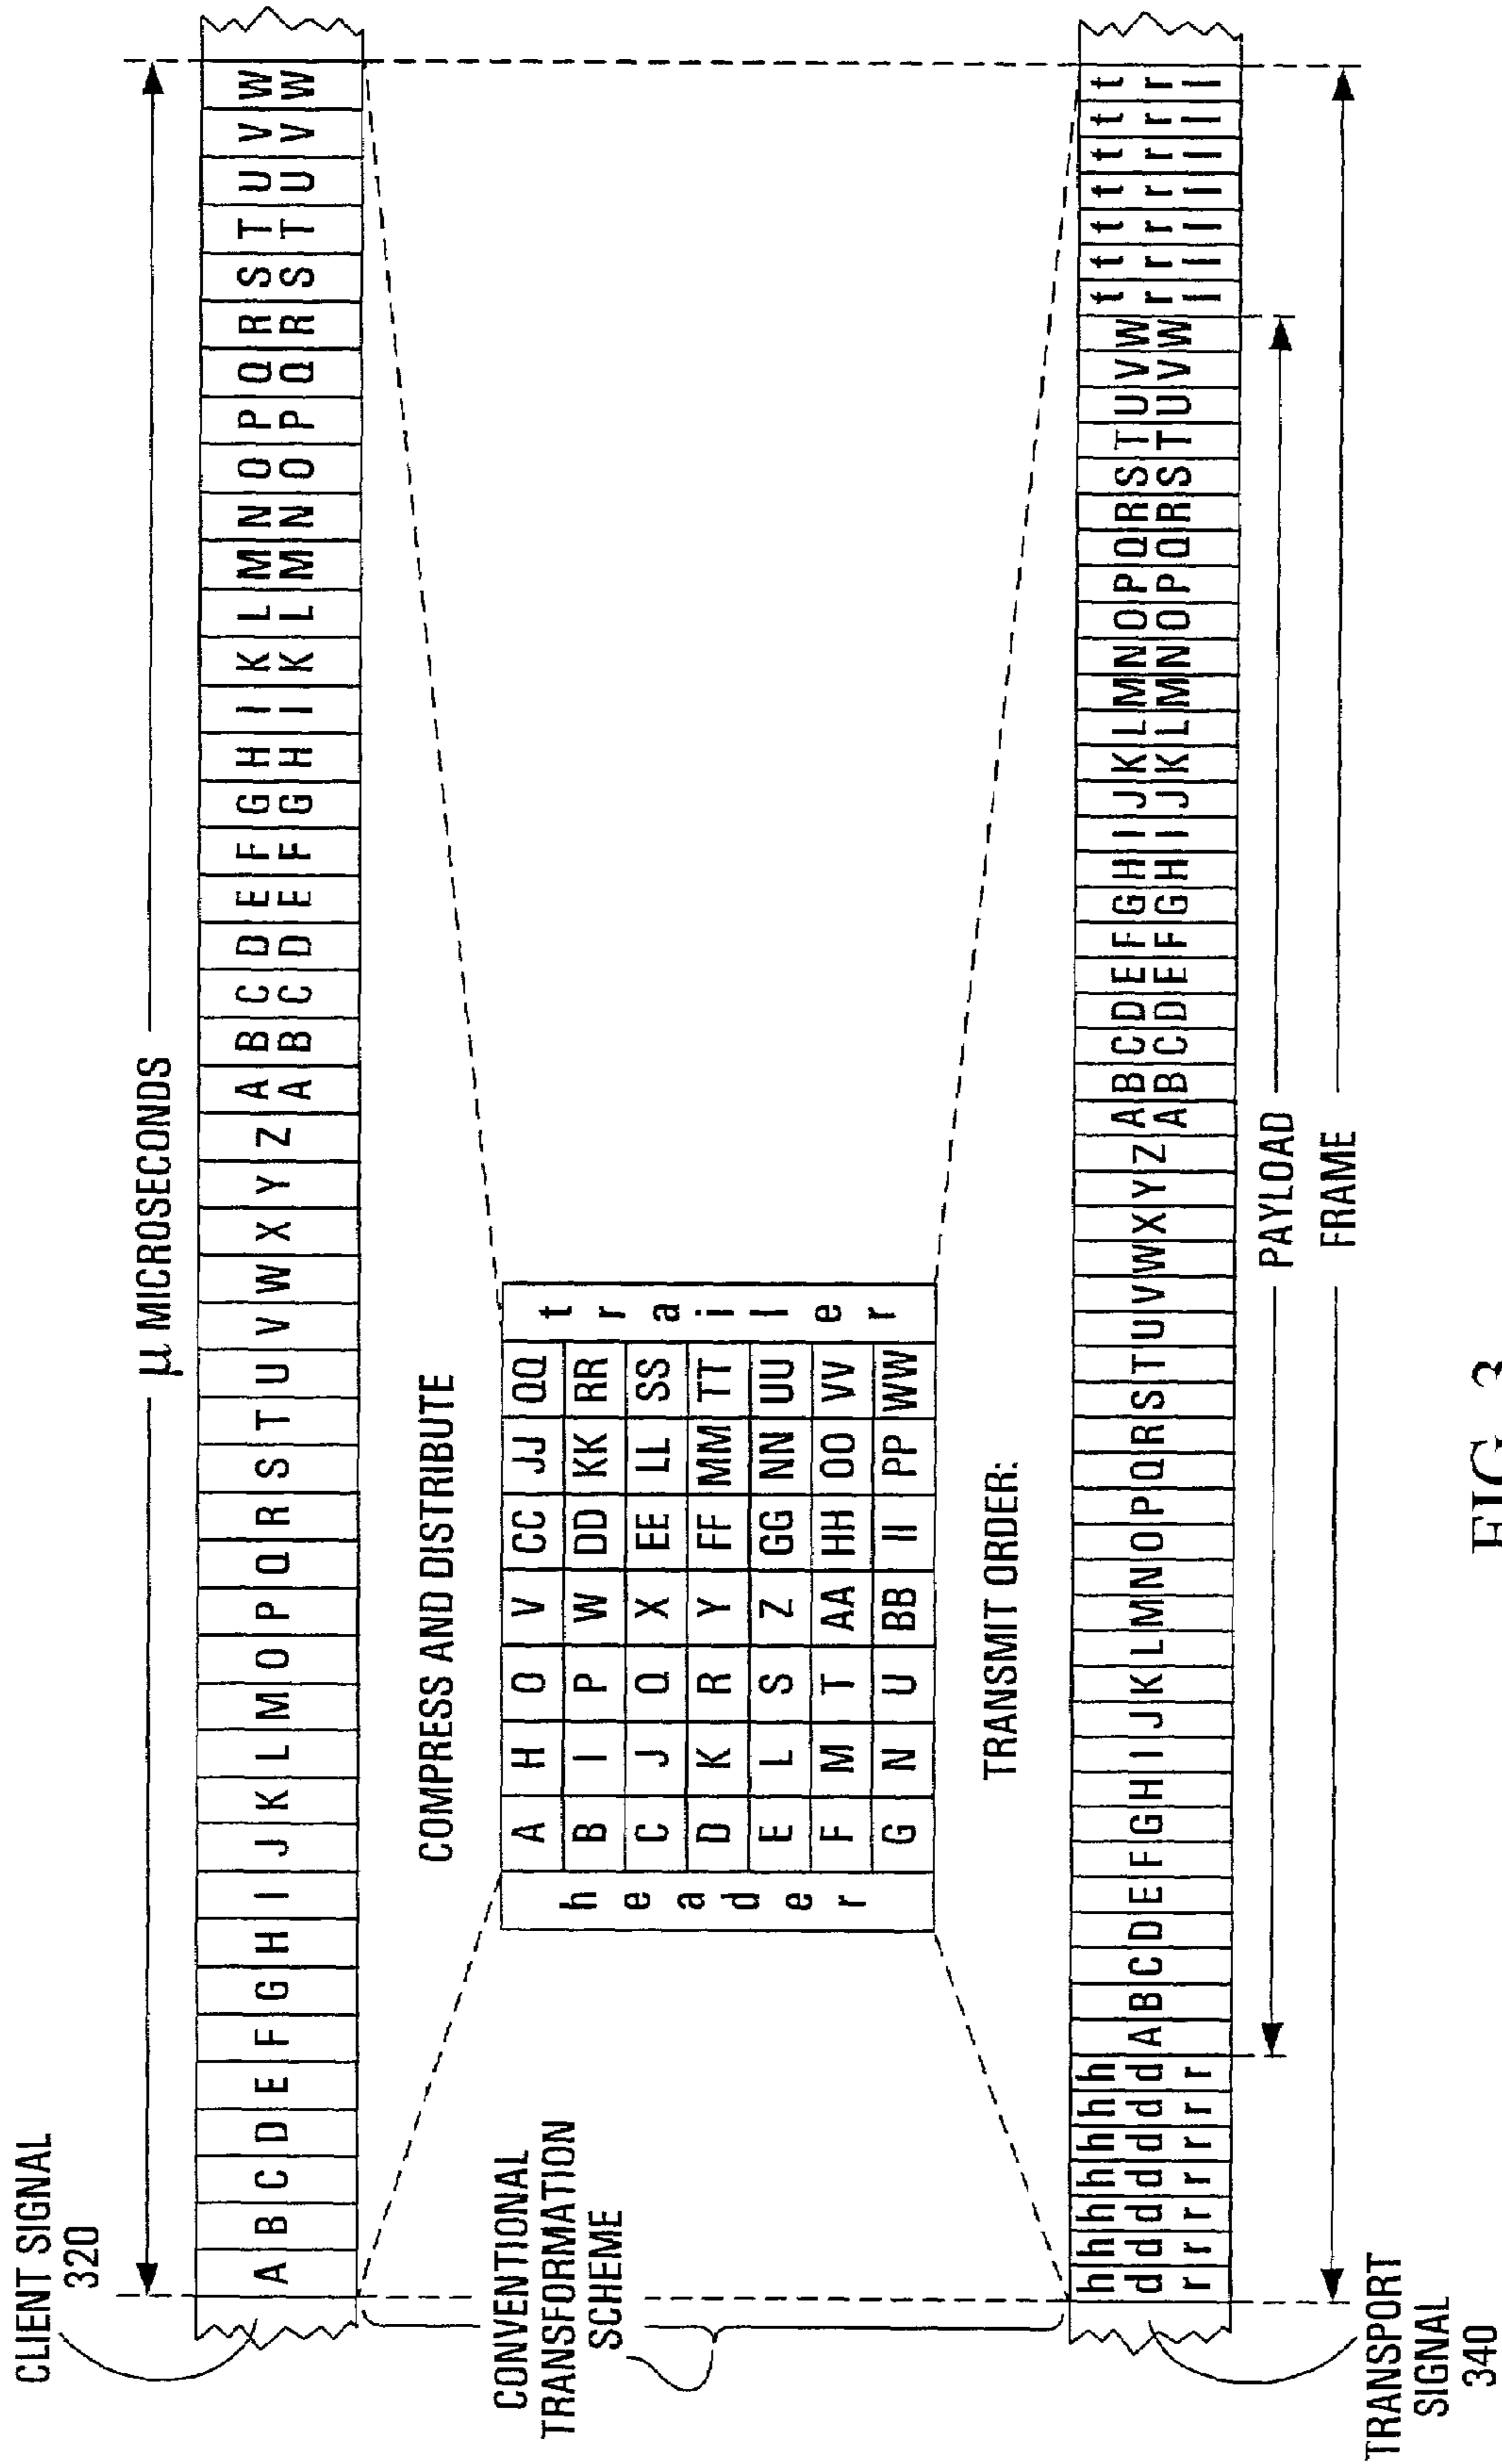 CLIENT SIGNAL
320
µ MICROSECONDS
A B C D E F G H I J K L M O P Q R S T U V W X Y Z A B C D E F G H I K L M N O P Q R S T U V W
A B C D E F G H I K L M N O P Q R S T U V W
CONVENTIONAL
TRANSFORMATION
SCHEME
COMPRESS AND DISTRIBUTE
header
A H O V CC JJ QQ
B I P W DD KK RR
C J Q X EE LL SS
D K R Y FF MM TT
E L S Z GG NN UU
F M T AA HH OO VV
G N U BB II PP WW
trailer
TRANSMIT ORDER:
h h h h h h h t t t t t t t
d d d d d d d A B C D E F G H I J K L M N O P Q R S T U V W X Y Z A B C D E F G H I J K L M N O P Q R S T U V W r r r r r r r
r r r r r r r A B C D E F G H I J K L M N O P Q R S T U V W l l l l l l l
PAYLOAD
FRAME
TRANSPORT
SIGNAL
340
FIG. 3